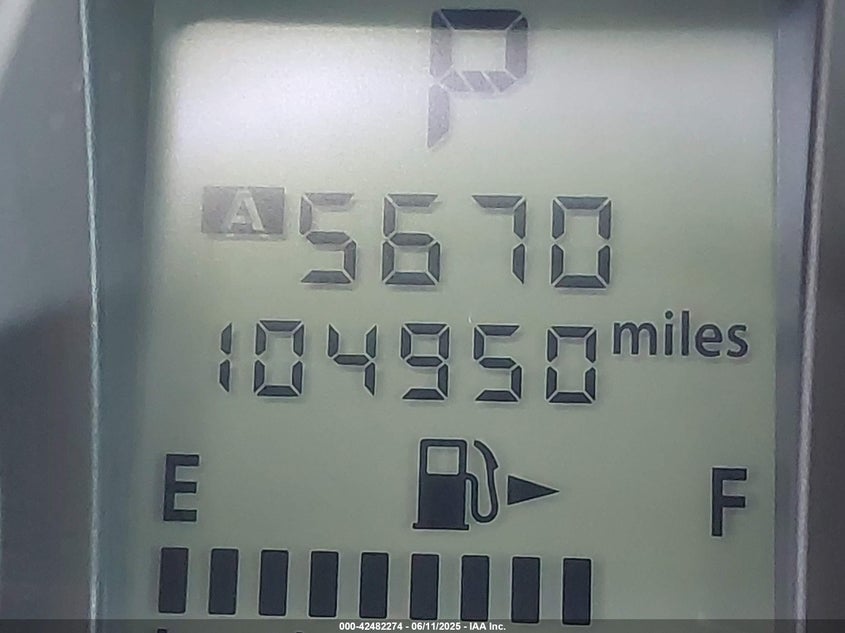 P
A 5670
104950 miles
E F
000-42482274 - 06/11/2025 - IAA Inc.